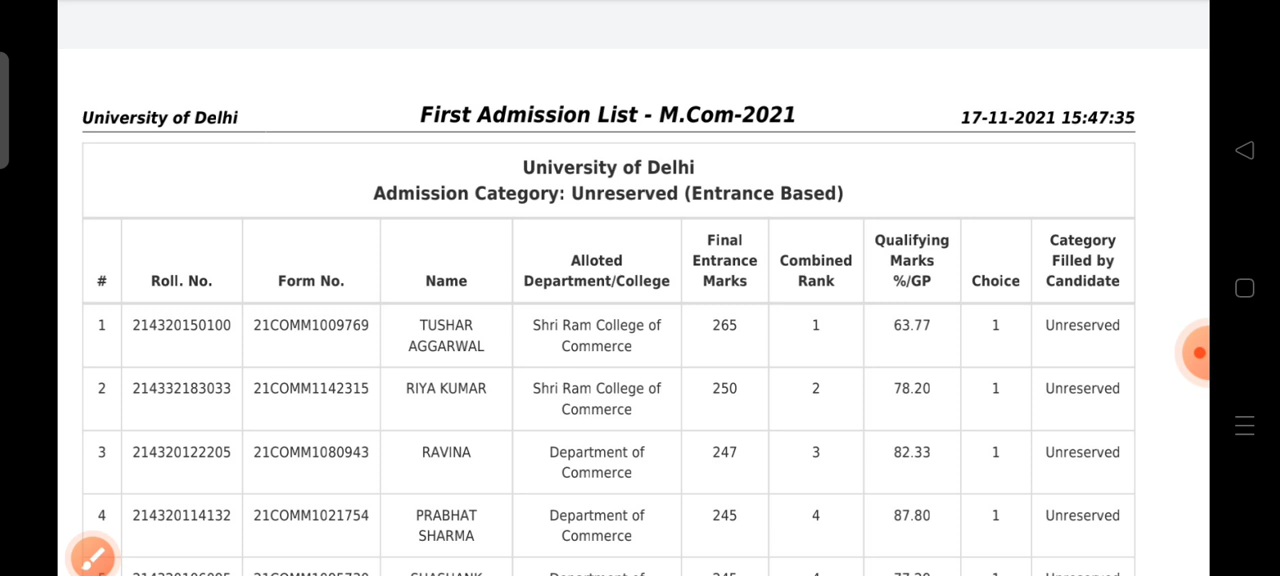 University of Delhi First Admission List - M.Com-2021 17-11-2021 15:47:35
University of Delhi
Admission Category: Unreserved (Entrance Based)
# Roll. No. Form No. Name Alloted Department/College Final Entrance Marks Combined Rank Qualifying Marks %/GP Choice Category Filled by Candidate
1 214320150100 21COMM1009769 TUSHAR AGGARWAL Shri Ram College of Commerce 265 1 63.77 1 Unreserved
2 214332183033 21COMM1142315 RIYA KUMAR Shri Ram College of Commerce 250 2 78.20 1 Unreserved
3 214320122205 21COMM1080943 RAVINA Department of Commerce 247 3 82.33 1 Unreserved
4 214320114132 21COMM1021754 PRABHAT SHARMA Department of Commerce 245 4 87.80 1 Unreserved